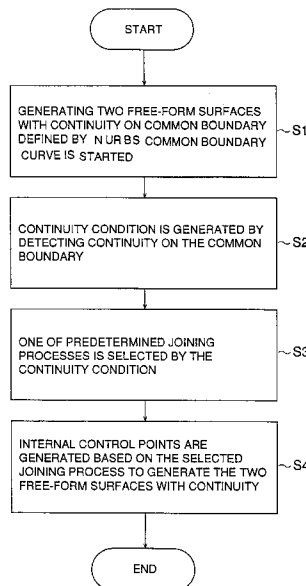 START
GENERATING TWO FREE-FORM SURFACES
WITH CONTINUITY ON COMMON BOUNDARY
DEFINED BY NURBS COMMON BOUNDARY
CURVE IS STARTED
S1
CONTINUITY CONDITION IS GENERATED BY
DETECTING CONTINUITY ON THE COMMON
BOUNDARY
S2
ONE OF PREDETERMINED JOINING
PROCESSES IS SELECTED BY THE
CONTINUITY CONDITION
S3
INTERNAL CONTROL POINTS ARE
GENERATED BASED ON THE SELECTED
JOINING PROCESS TO GENERATE THE TWO
FREE-FORM SURFACES WITH CONTINUITY
S4
END